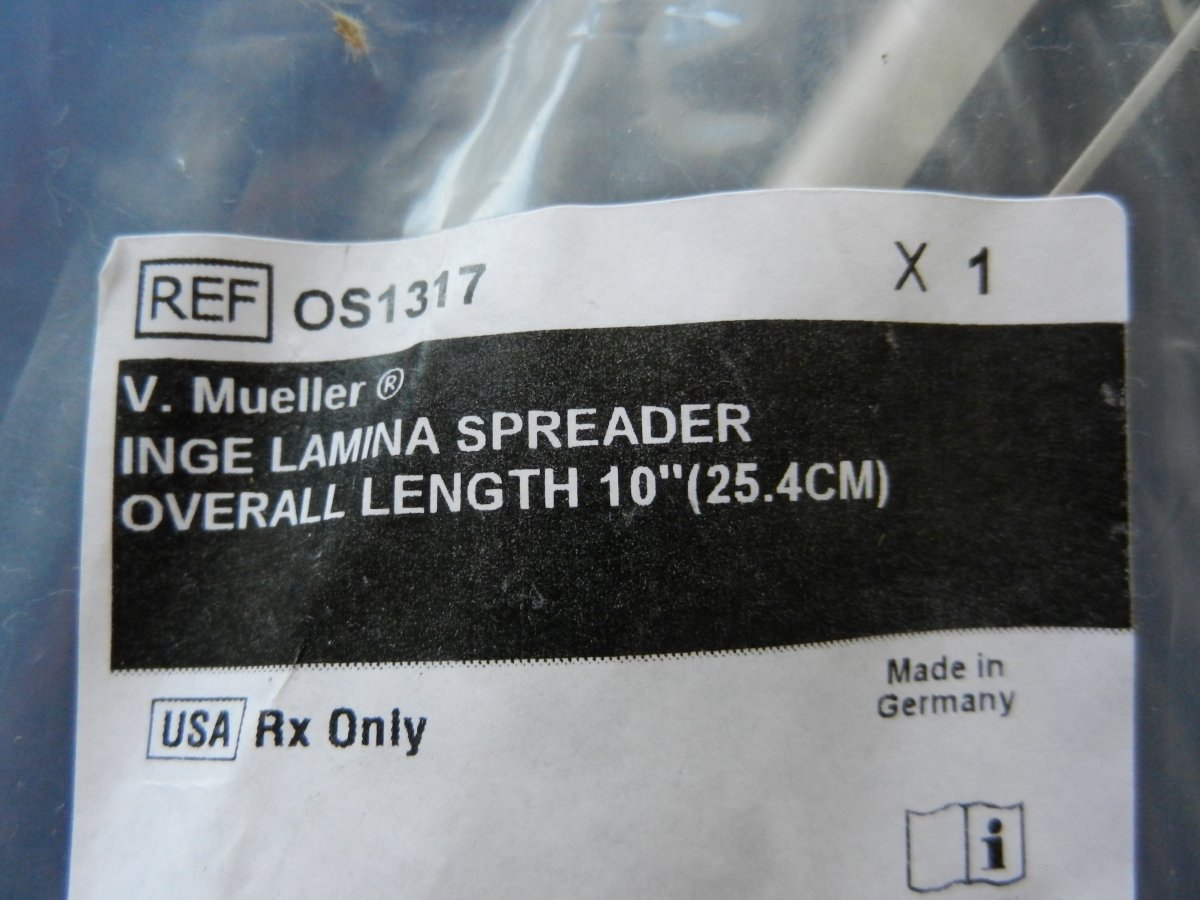 REF OS1317 X 1
V. Mueller®
INGE LAMINA SPREADER
OVERALL LENGTH 10"(25.4CM)
Made in
Germany
USA Rx Only
i